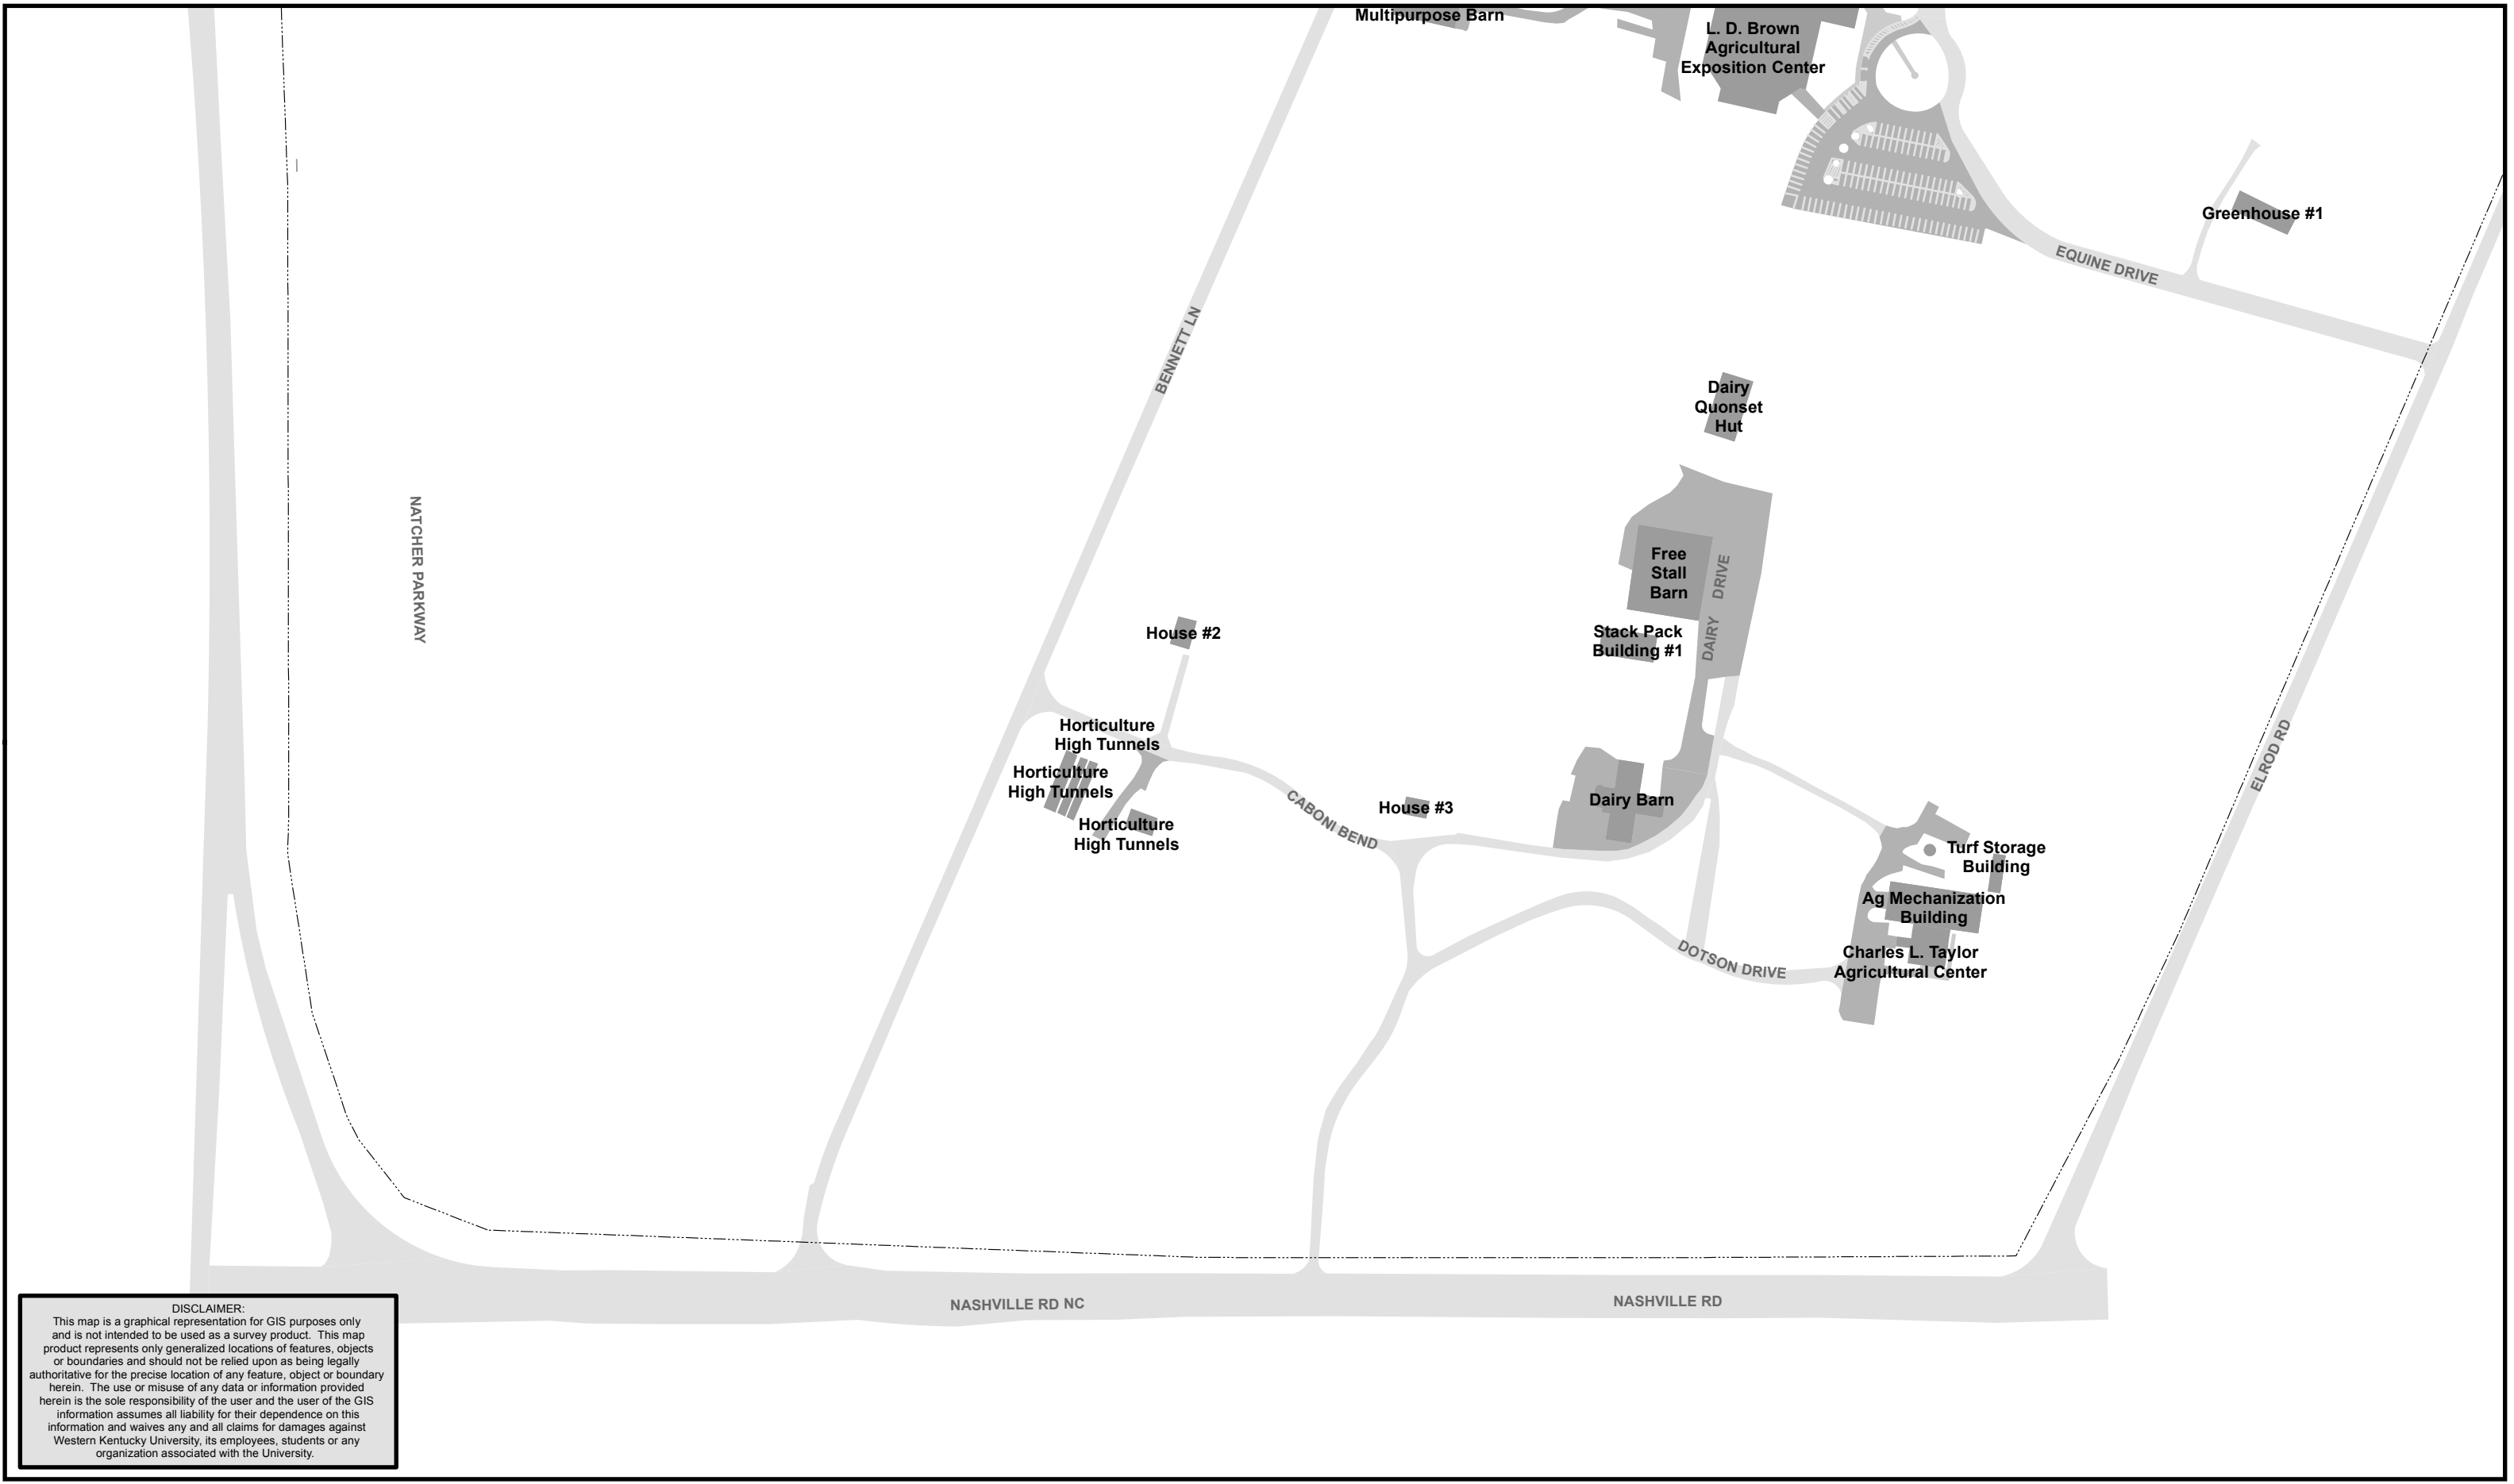 Multipurpose Barn
L. D. Brown
Agricultural
Exposition Center
Greenhouse #1
EQUINE DRIVE
BENNETT LN
Dairy
Quonset
Hut
NATCHER PARKWAY
Free
Stall
Barn
DAIRY DRIVE
House #2
Stack Pack
Building #1
Horticulture
High Tunnels
Horticulture
High Tunnels
Horticulture
High Tunnels
CABONI BEND
House #3
Dairy Barn
ELROD RD
Turf Storage
Building
Ag Mechanization
Building
DOTSON DRIVE
Charles L. Taylor
Agricultural Center
NASHVILLE RD NC
NASHVILLE RD
DISCLAIMER:
This map is a graphical representation for GIS purposes only
and is not intended to be used as a survey product. This map
product represents only generalized locations of features, objects
or boundaries and should not be relied upon as being legally
authoritative for the precise location of any feature, object or boundary
herein. The use or misuse of any data or information provided
herein is the sole responsibility of the user and the user of the GIS
information assumes all liability for their dependence on this
information and waives any and all claims for damages against
Western Kentucky University, its employees, students or any
organization associated with the University.